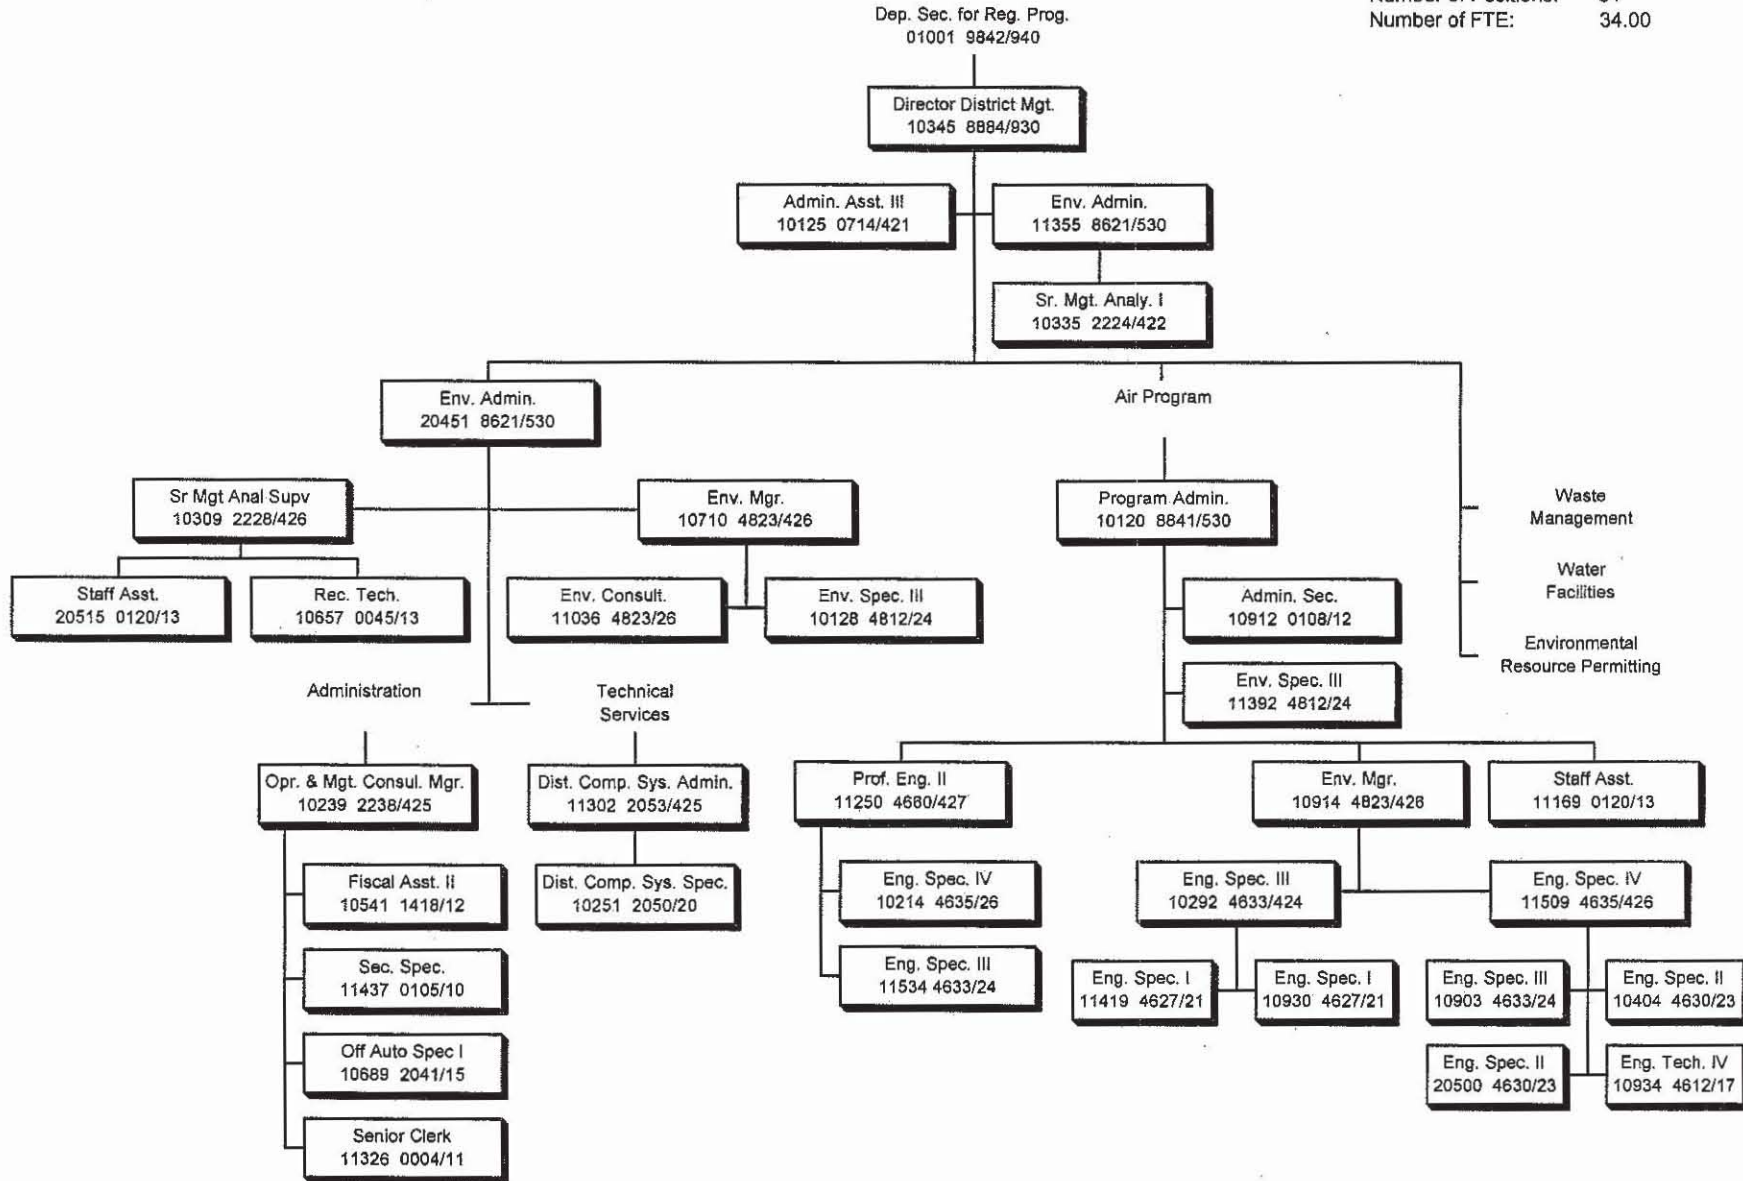 Number of FTE: 34.00
Dep. Sec. for Reg. Prog.
01001 9842/940
Director District Mgt.
10345 8884/930
Admin. Asst. III
10125 0714/421
Env. Admin.
11355 8621/530
Sr. Mgt. Analy. I
10335 2224/422
Env. Admin.
20451 8621/530
Air Program
Sr Mgt Anal Supv
10309 2228/426
Env. Mgr.
10710 4823/426
Program Admin.
10120 8841/530
Waste
Management
Staff Asst.
20515 0120/13
Rec. Tech.
10657 0045/13
Env. Consult.
11036 4823/26
Env. Spec. III
10128 4812/24
Admin. Sec.
10912 0108/12
Water
Facilities
Environmental
Resource Permitting
Env. Spec. III
11392 4812/24
Administration
Technical
Services
Opr. & Mgt. Consul. Mgr.
10239 2238/425
Dist. Comp. Sys. Admin.
11302 2053/425
Prof. Eng. II
11250 4660/427
Env. Mgr.
10914 4823/426
Staff Asst.
11169 0120/13
Fiscal Asst. II
10541 1418/12
Dist. Comp. Sys. Spec.
10251 2050/20
Eng. Spec. IV
10214 4635/26
Eng. Spec. III
10292 4633/424
Eng. Spec. IV
11509 4635/426
Sec. Spec.
11437 0105/10
Eng. Spec. III
11534 4633/24
Eng. Spec. I
11419 4627/21
Eng. Spec. I
10930 4627/21
Eng. Spec. III
10903 4633/24
Eng. Spec. II
10404 4630/23
Off Auto Spec I
10689 2041/15
Eng. Spec. II
20500 4630/23
Eng. Tech. IV
10934 4612/17
Senior Clerk
11326 0004/11